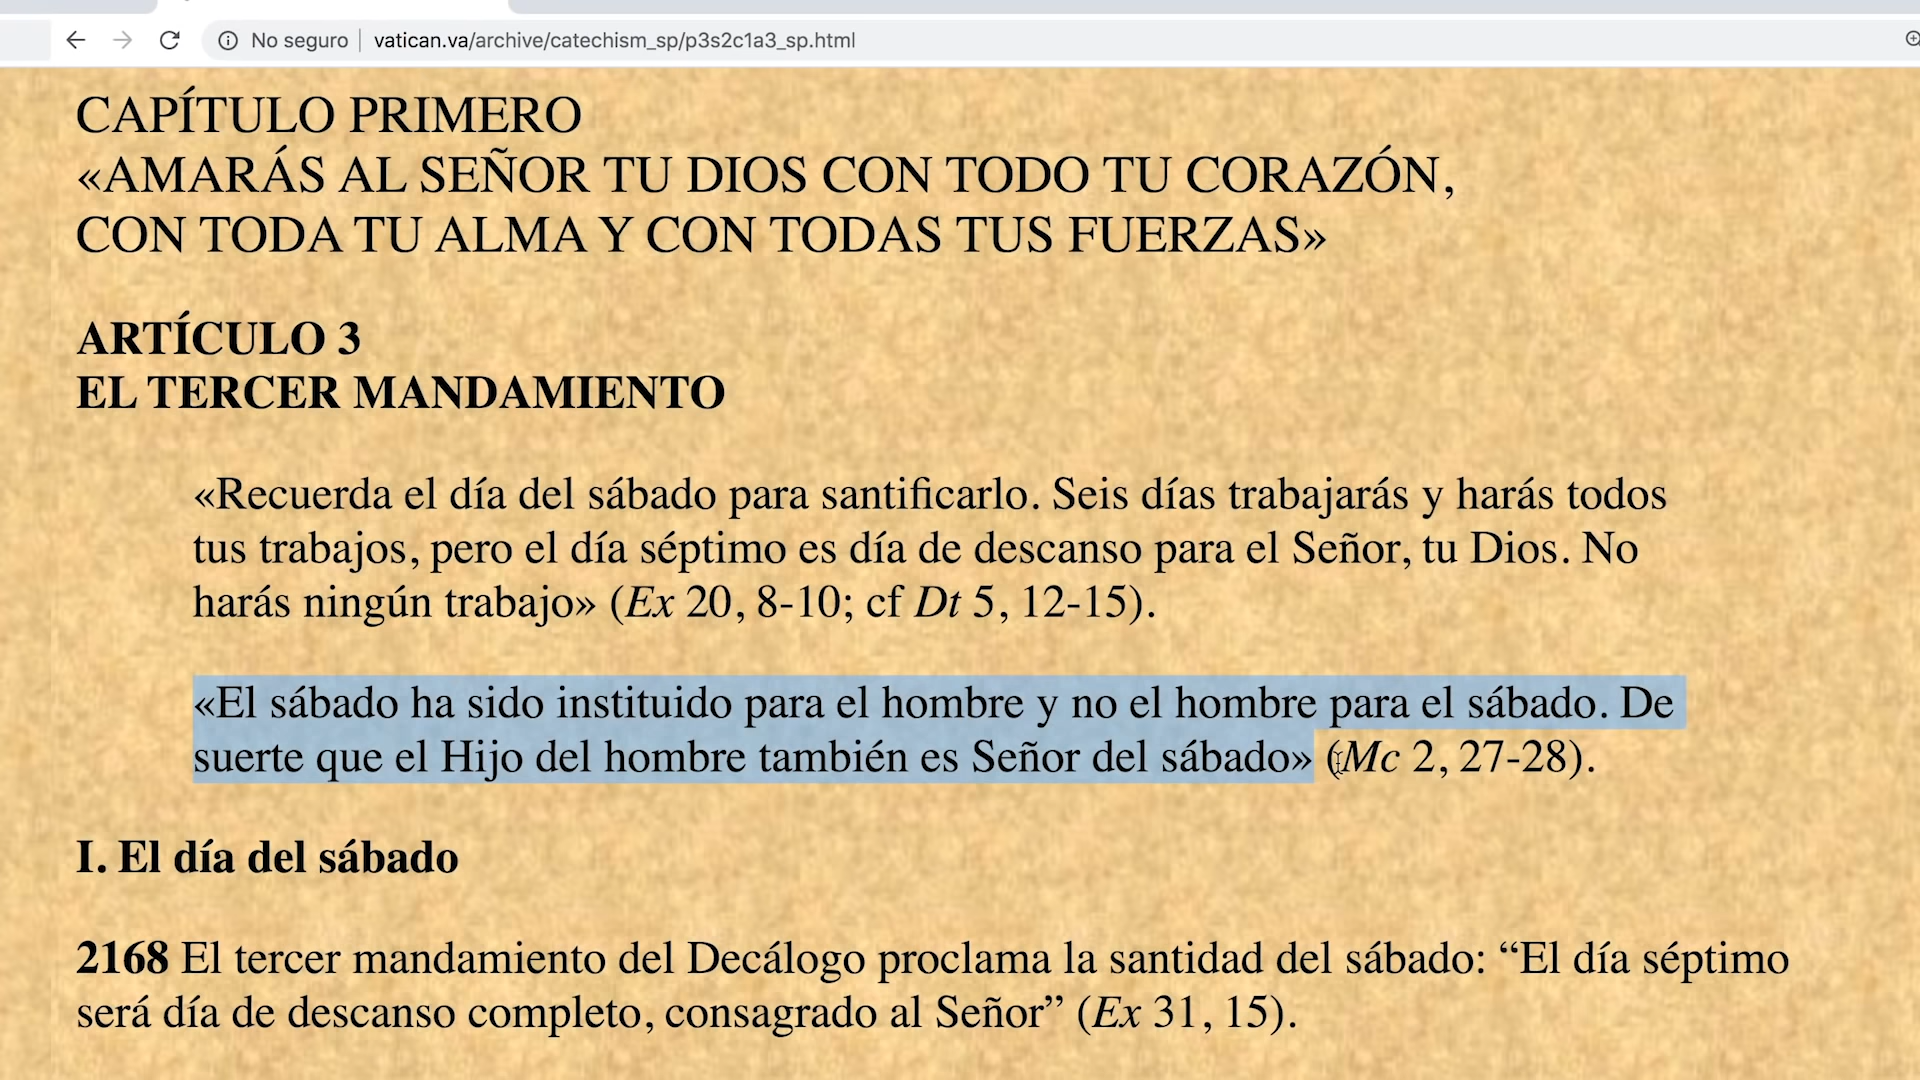 No seguro
vatican.va/archive/catechism_sp/p3s2c1a3_sp.html
CAPÍTULO PRIMERO
«AMARÁS AL SEÑOR TU DIOS CON TODO TU CORAZÓN,
CON TODA TU ALMA Y CON TODAS TUS FUERZAS»
ARTÍCULO 3
EL TERCER MANDAMIENTO
«Recuerda el día del sábado para santificarlo. Seis días trabajarás y harás todos
tus trabajos, pero el día séptimo es día de descanso para el Señor, tu Dios. No
harás ningún trabajo» (Ex 20, 8-10; cf Dt 5, 12-15).
«El sábado ha sido instituido para el hombre y no el hombre para el sábado. De
suerte que el Hijo del hombre también es Señor del sábado» (Mc 2, 27-28).
I. El día del sábado
2168 El tercer mandamiento del Decálogo proclama la santidad del sábado: “El día séptimo
será día de descanso completo, consagrado al Señor” (Ex 31, 15).